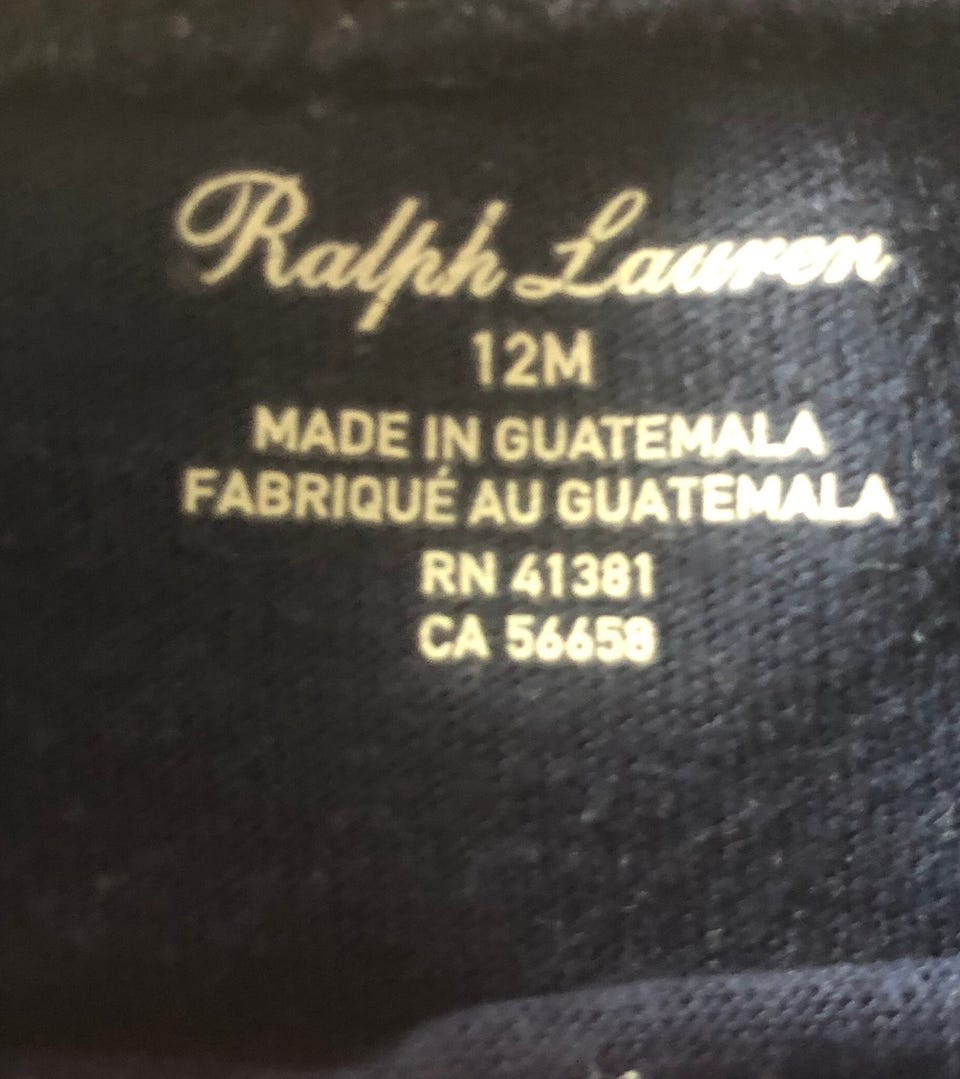 Ralph Lauren
12M
MADE IN GUATEMALA
FABRIQUÉ AU GUATEMALA
RN 41381
CA 56658